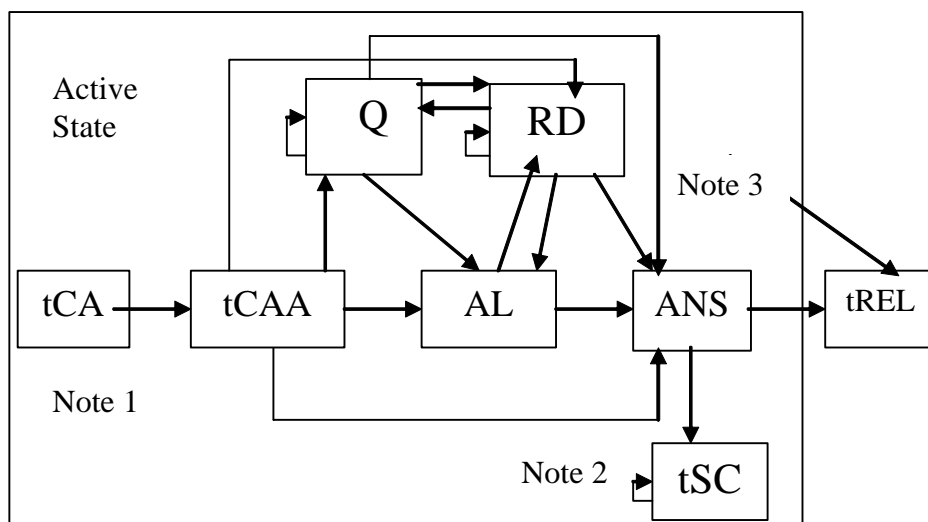 Active
State
Q
RD
Note 3
tCA
tCAA
AL
ANS
tREL
Note 1
Note 2
tSC